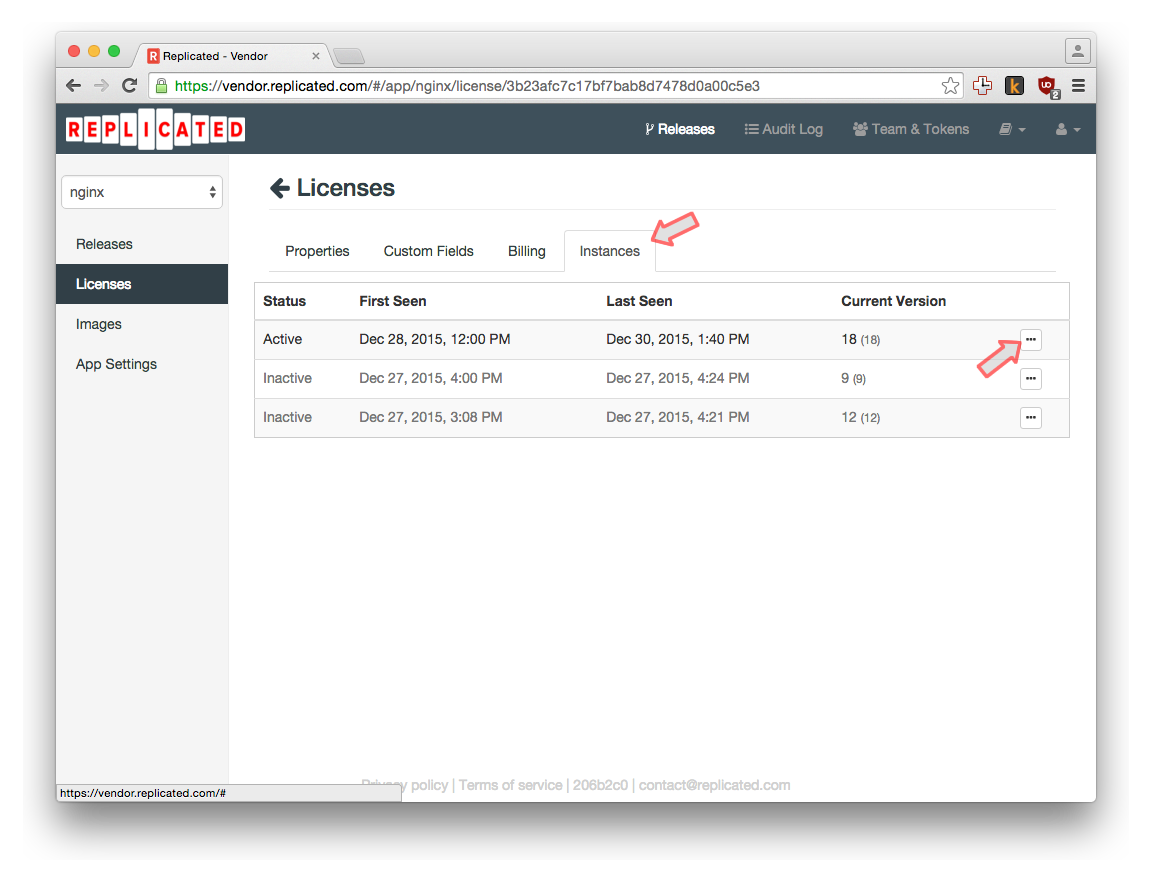 R Replicated - Vendor ×
https://vendor.replicated.com/#/app/nginx/license/3b23afc7c17bf7bab8d7478d0a00c5e3
k
UD
2
REPLICATED
Releases Audit Log Team & Tokens
nginx
Releases
Licenses
Images
App Settings
Licenses
Properties Custom Fields Billing Instances
Status First Seen Last Seen Current Version
Active Dec 28, 2015, 12:00 PM Dec 30, 2015, 1:40 PM 18 (18)
Inactive Dec 27, 2015, 4:00 PM Dec 27, 2015, 4:24 PM 9 (9)
Inactive Dec 27, 2015, 3:08 PM Dec 27, 2015, 4:21 PM 12 (12)
Privacy policy | Terms of service | 206b2c0 | contact@replicated.com
https://vendor.replicated.com/#